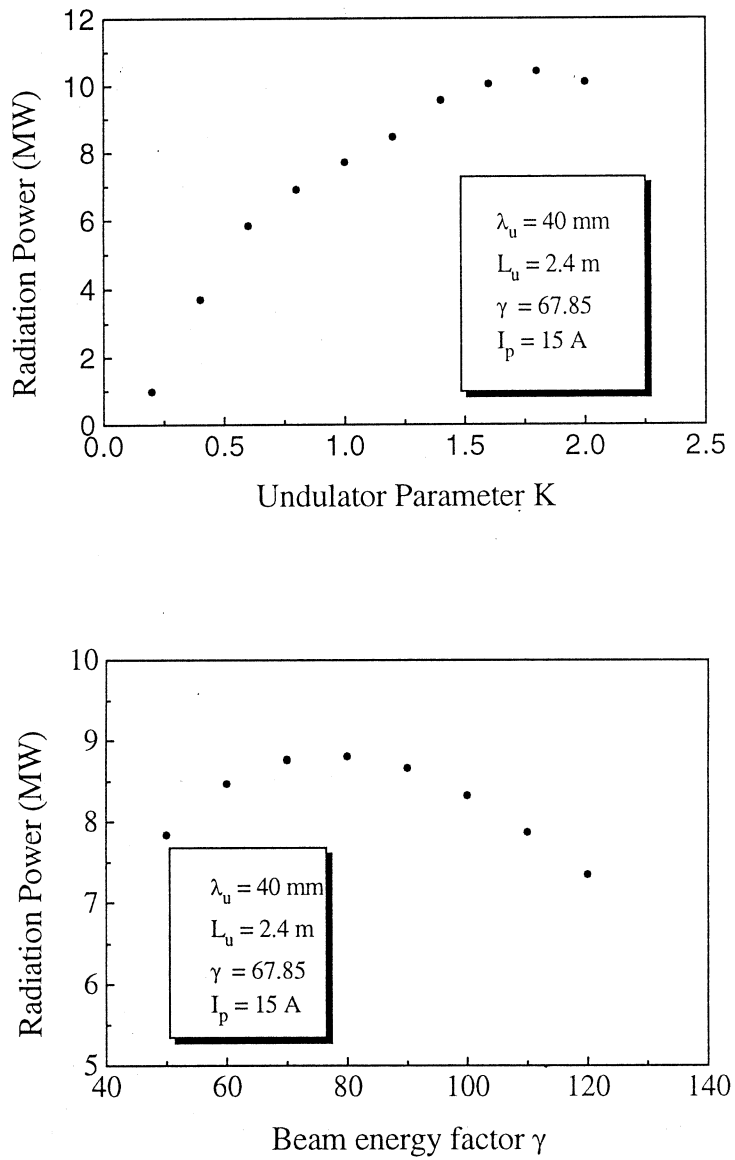 12
10
8
6
4
2
0
Radiation Power (MW)
λu = 40 mm
Lu = 2.4 m
γ = 67.85
Ip = 15 A
0.0 0.5 1.0 1.5 2.0 2.5
Undulator Parameter K
10
9
8
7
6
5
Radiation Power (MW)
λu = 40 mm
Lu = 2.4 m
γ = 67.85
Ip = 15 A
40 60 80 100 120 140
Beam energy factor γ